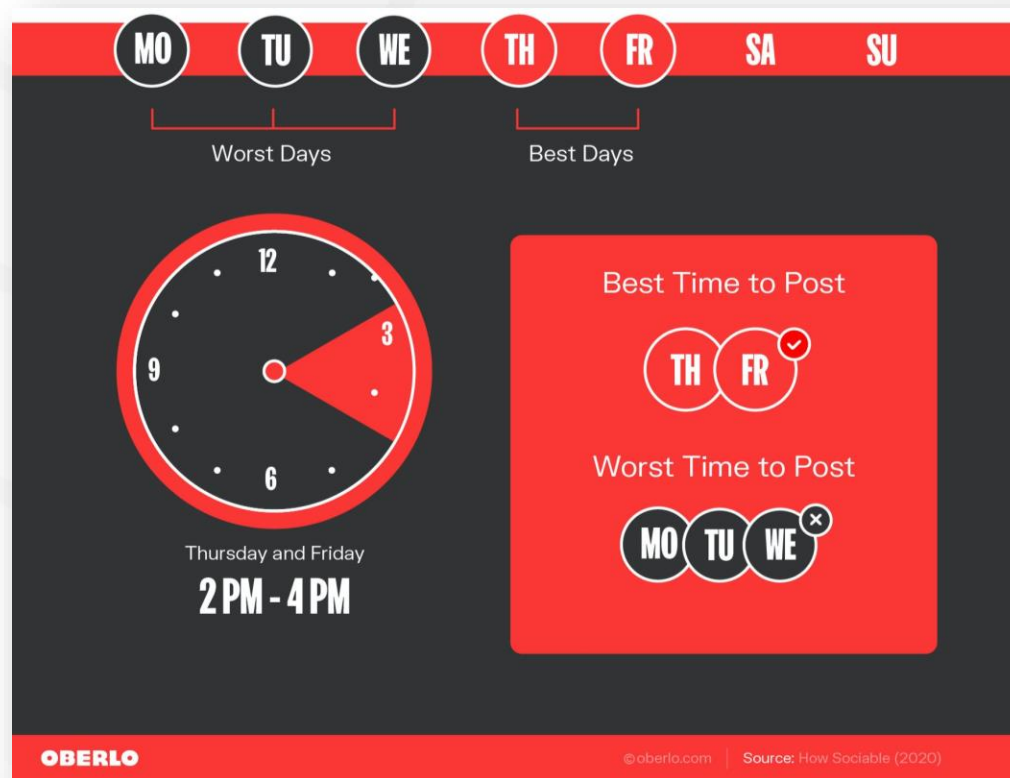 MO TU WE TH FR SA SU
Worst Days Best Days
12
3
9
6
Thursday and Friday
2 PM - 4 PM
Best Time to Post
TH FR
Worst Time to Post
MO TU WE
OBERLO ©oberlo.com Source: How Sociable (2020)